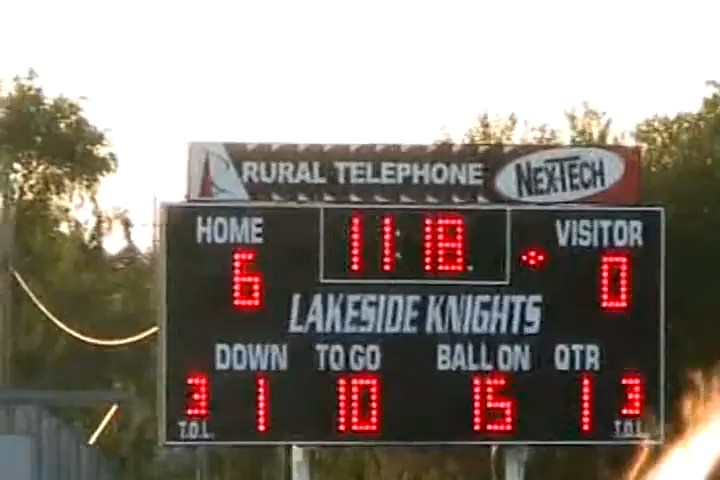 RURAL TELEPHONE NEX-TECH
HOME 11:18 VISITOR
6 0
LAKESIDE KNIGHTS
DOWN TO GO BALL ON QTR
3 1 10 15 1 3
T.O.L. T.O.L.